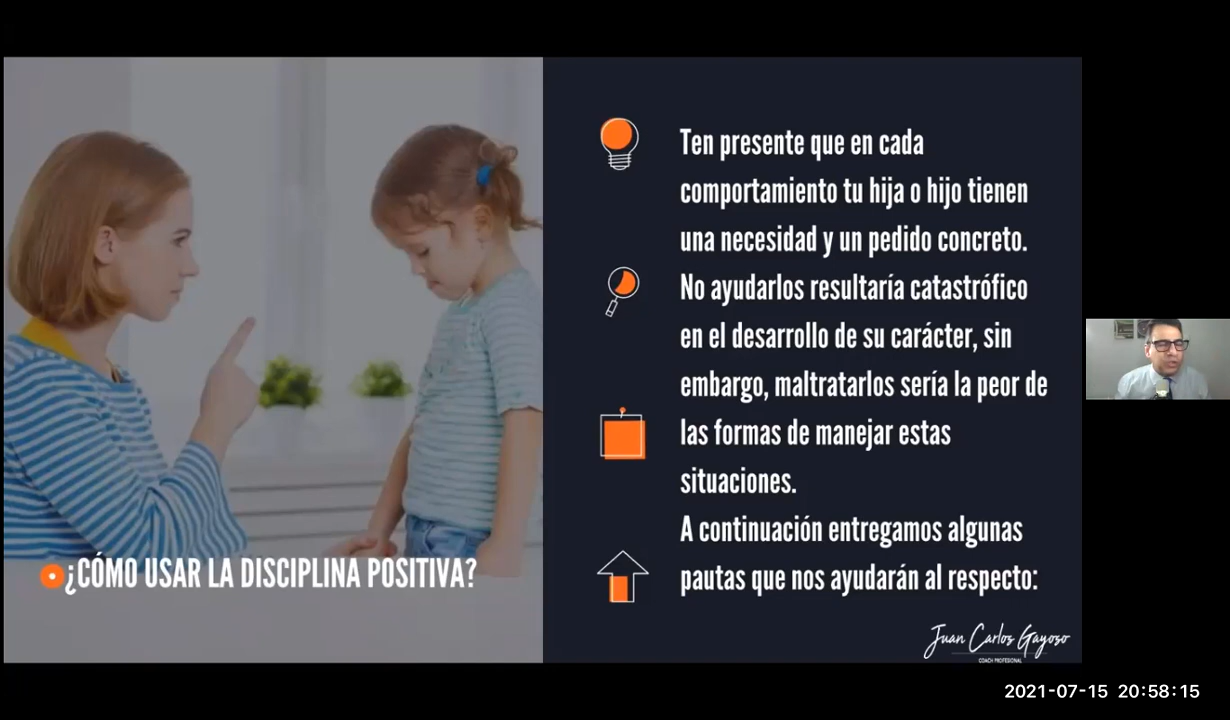 Ten presente que en cada
comportamiento tu hija o hijo tienen
una necesidad y un pedido concreto.
No ayudarlos resultaría catastrófico
en el desarrollo de su carácter, sin
embargo, maltratarlos sería la peor de
las formas de manejar estas
situaciones.
A continuación entregamos algunas
pautas que nos ayudarán al respecto:
¿CÓMO USAR LA DISCIPLINA POSITIVA?
Juan Carlos Gayoso
COACH PROFESIONAL
2021-07-15 20:58:15